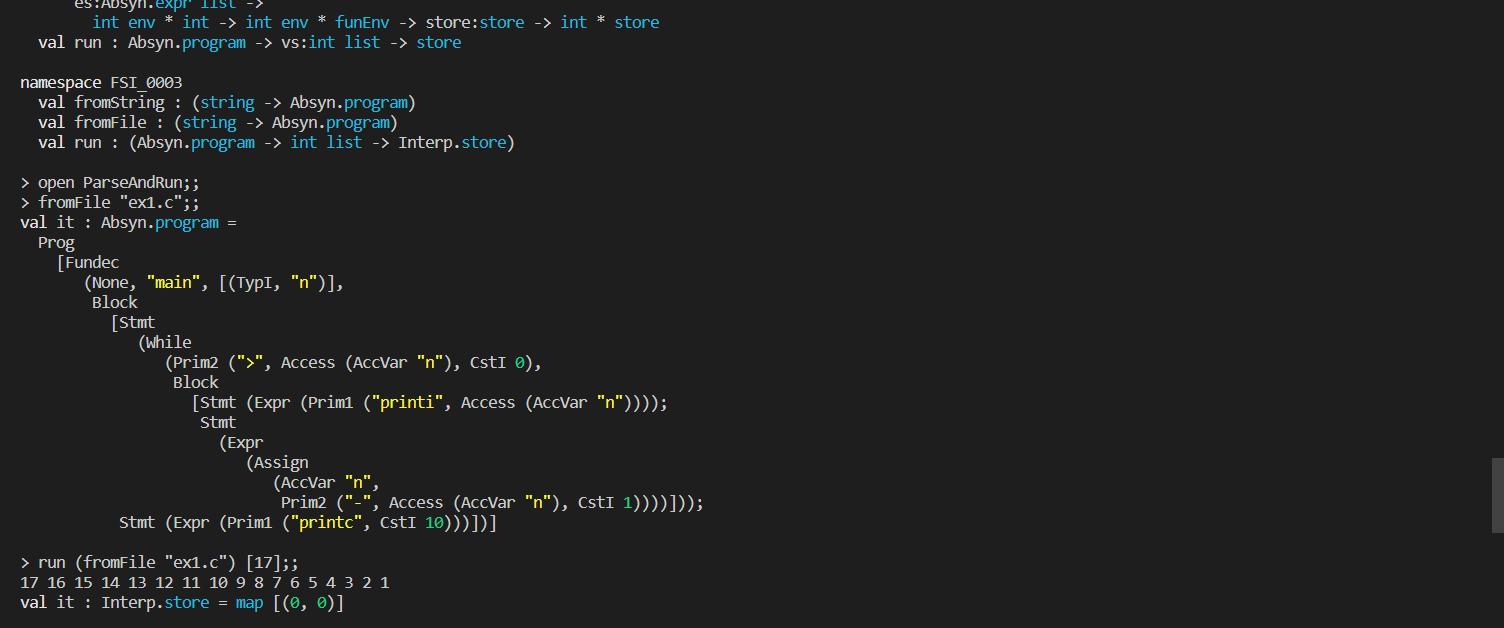 es:Absyn.expr list ->
int env * int -> int env * funEnv -> store:store -> int * store
val run : Absyn.program -> vs:int list -> store
namespace FSI_0003
val fromString : (string -> Absyn.program)
val fromFile : (string -> Absyn.program)
val run : (Absyn.program -> int list -> Interp.store)
> open ParseAndRun;;
> fromFile "ex1.c";;
val it : Absyn.program =
Prog
[Fundec
(None, "main", [(TypI, "n")],
Block
[Stmt
(While
(Prim2 (">", Access (AccVar "n"), CstI 0),
Block
[Stmt (Expr (Prim1 ("printi", Access (AccVar "n"))));
Stmt
(Expr
(Assign
(AccVar "n",
Prim2 ("-", Access (AccVar "n"), CstI 1))))]));
Stmt (Expr (Prim1 ("printc", CstI 10)))])]
> run (fromFile "ex1.c") [17];;
17 16 15 14 13 12 11 10 9 8 7 6 5 4 3 2 1
val it : Interp.store = map [(0, 0)]